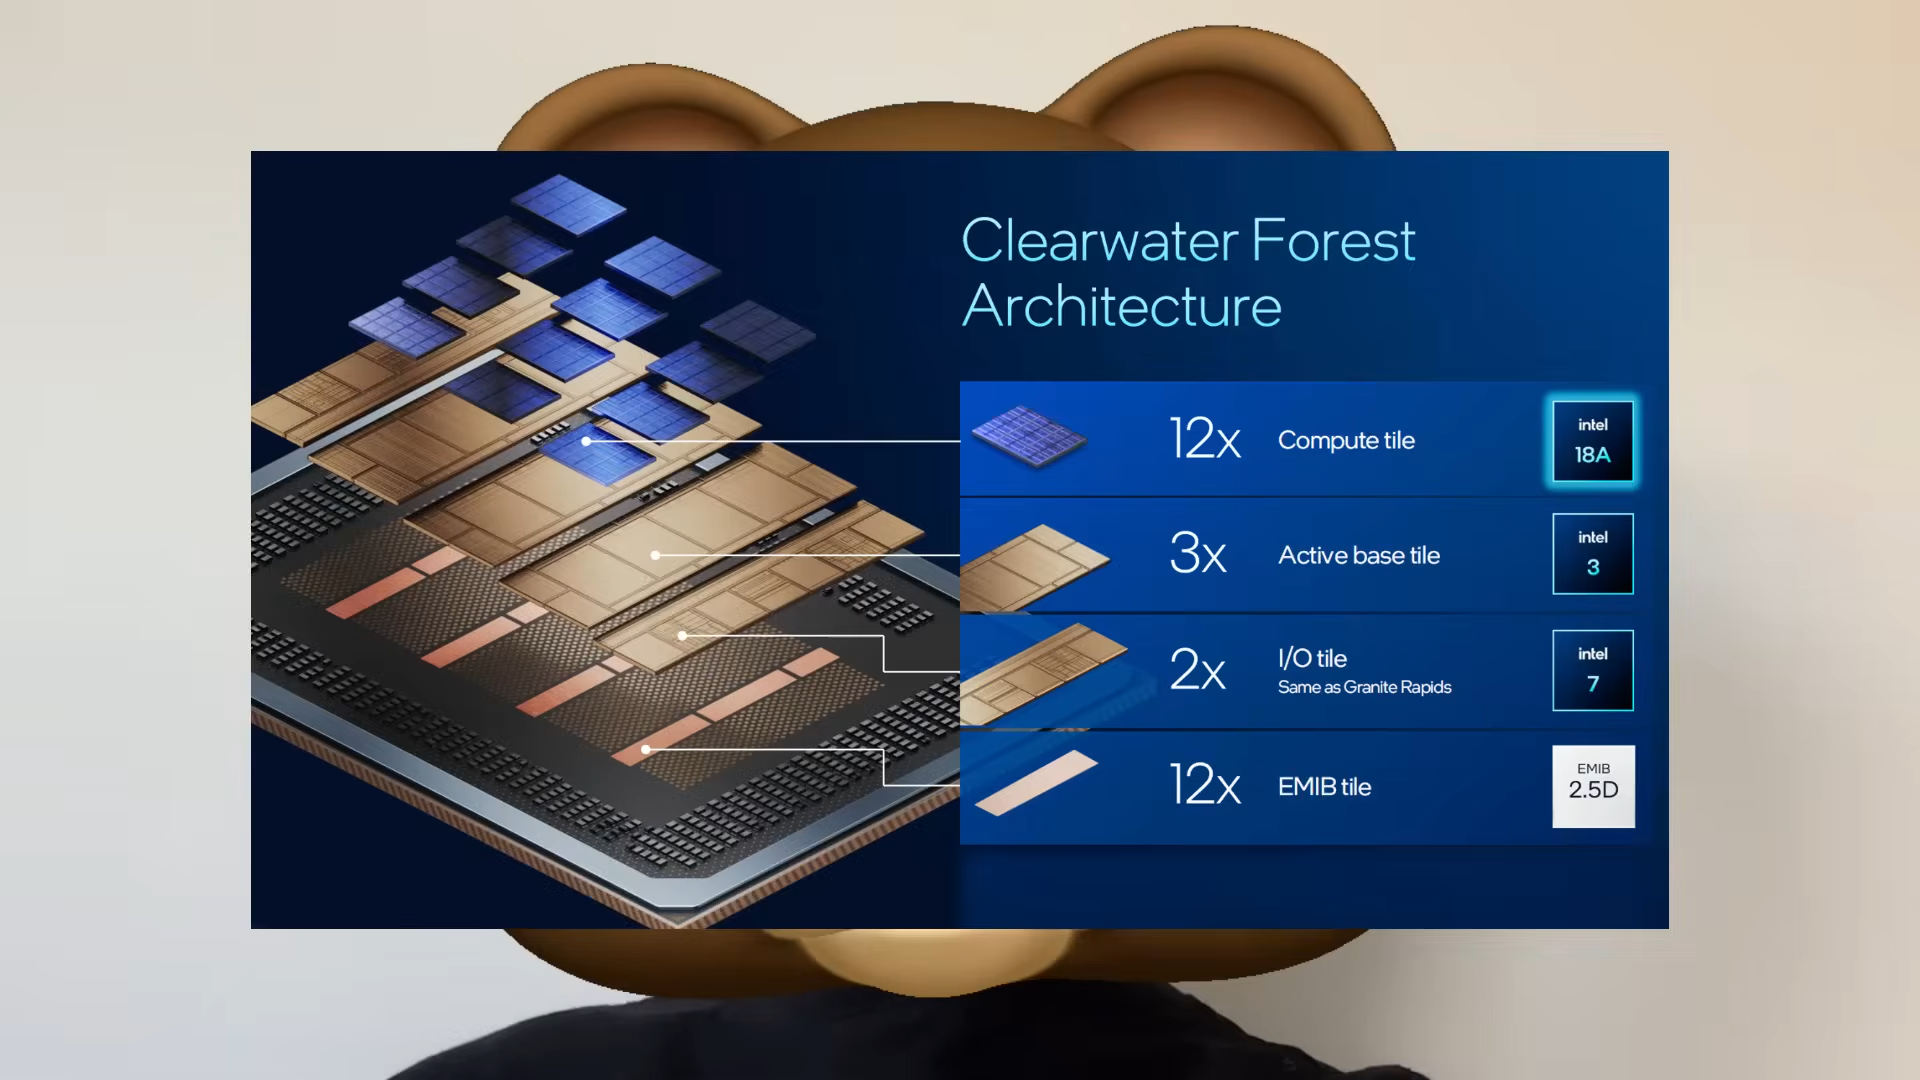 Clearwater Forest
Architecture
12x Compute tile intel 18A
3x Active base tile intel 3
2x I/O tile Same as Granite Rapids intel 7
12x EMIB tile EMIB 2.5D